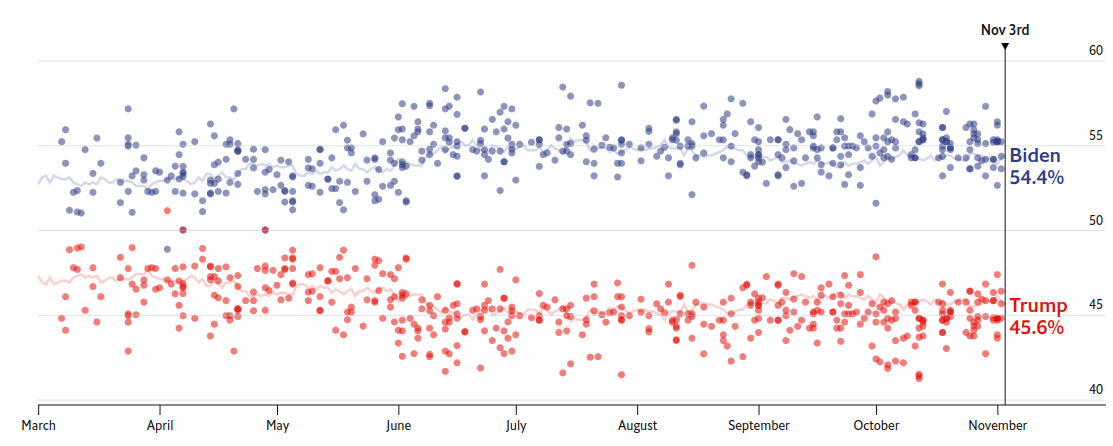 Nov 3rd
60
55
Biden
54.4%
50
45
Trump
45.6%
40
March April May June July August September October November